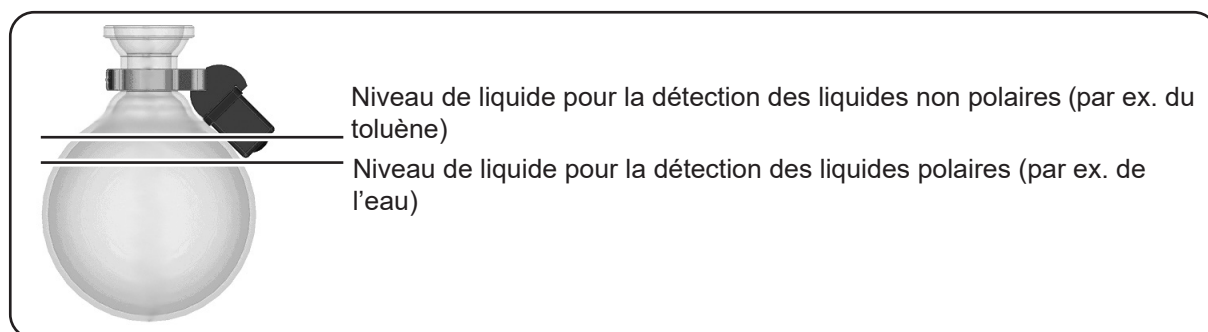 Niveau de liquide pour la détection des liquides non polaires (par ex. du
toluène)
Niveau de liquide pour la détection des liquides polaires (par ex. de
l’eau)